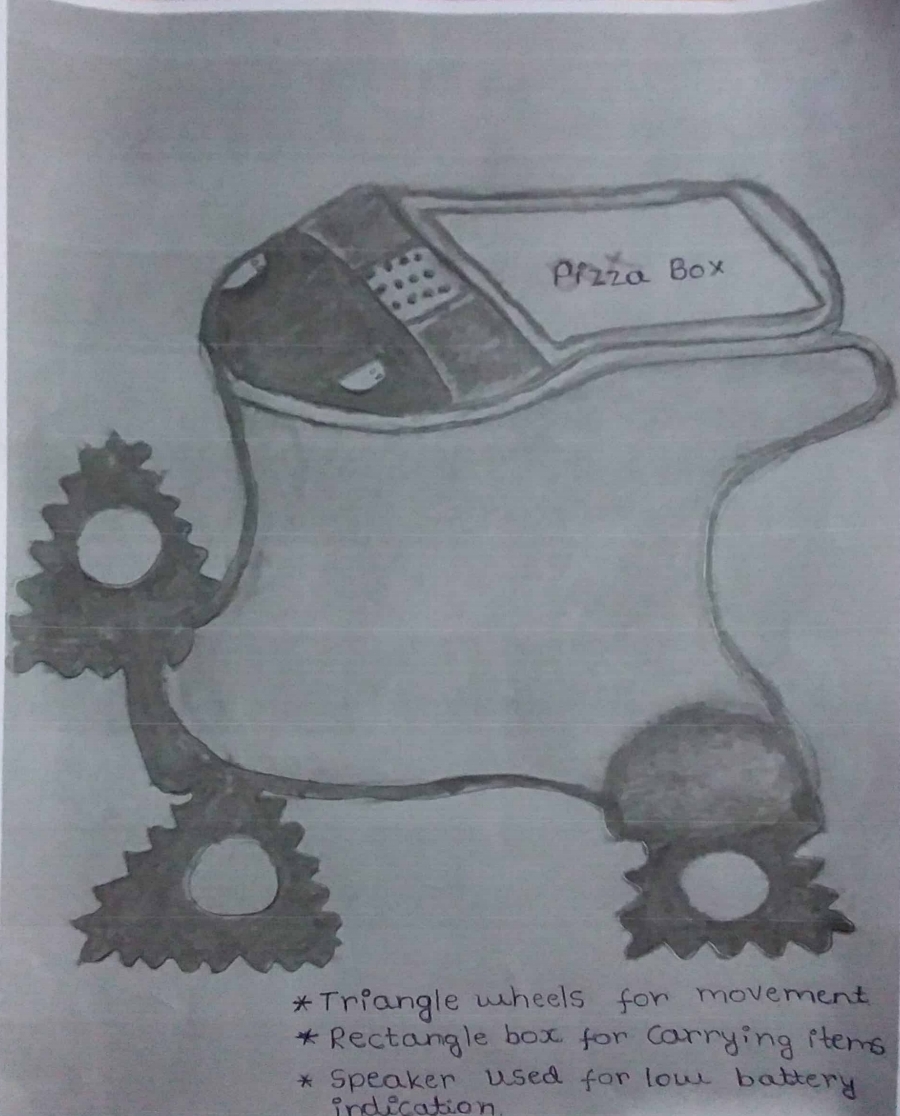 Pizza Box
* Triangle wheels for movement
* Rectangle box for carrying items
* Speaker used for low battery
indication.